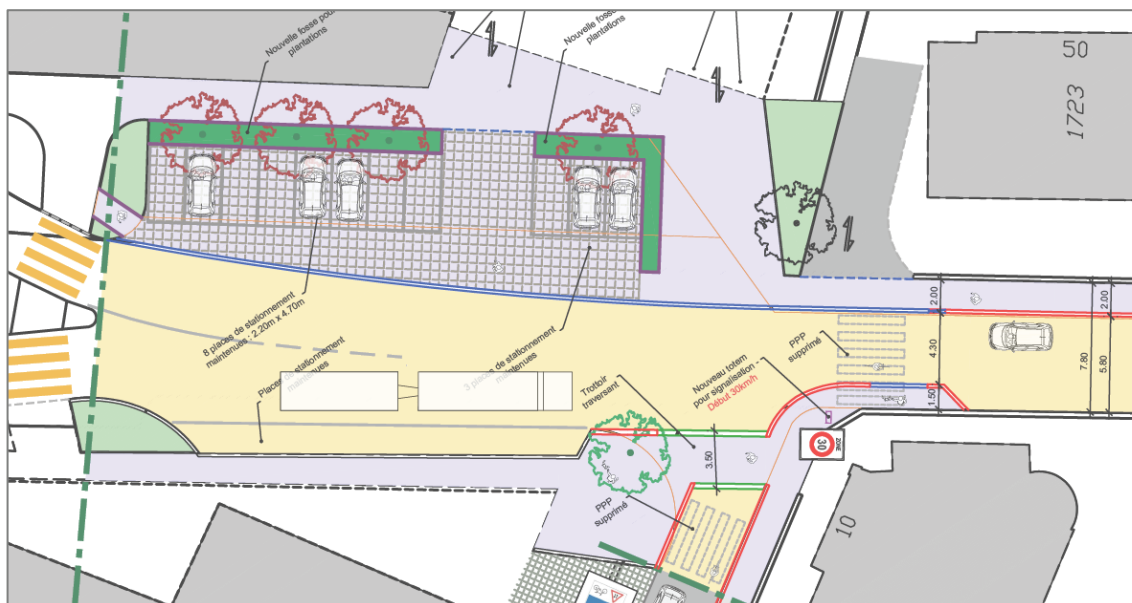 Nouvelle fosse pour
plantations
Nouvelle fosse
plantations
50
1723
8 places de stationnement
maintenues : 2.20m x 4.70m
Places de stationnement
maintenues
3 places de stationnement
maintenues
Trottoir
traversant
Nouveau totem
pour signalisation -
Début 30km/h
PPP
supprimé
2.00
2.00
4.30
7.80
5.80
1.50
30
ZONE
3.50
PPP
supprimé
10